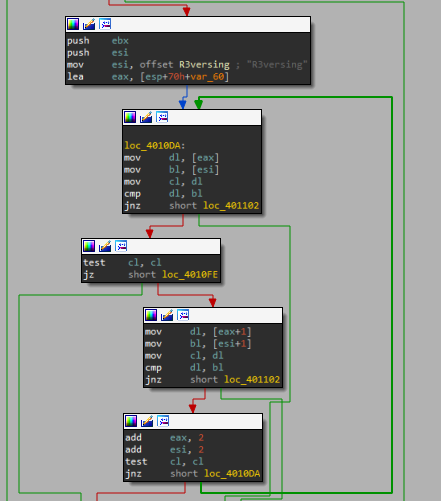 push ebx
push esi
mov esi, offset R3versing ; "R3versing"
lea eax, [esp+70h+var_60]
loc_4010DA:
mov dl, [eax]
mov bl, [esi]
mov cl, dl
cmp dl, bl
jnz short loc_401102
test cl, cl
jz short loc_4010FE
mov dl, [eax+1]
mov bl, [esi+1]
mov cl, dl
cmp dl, bl
jnz short loc_401102
add eax, 2
add esi, 2
test cl, cl
jnz short loc_4010DA